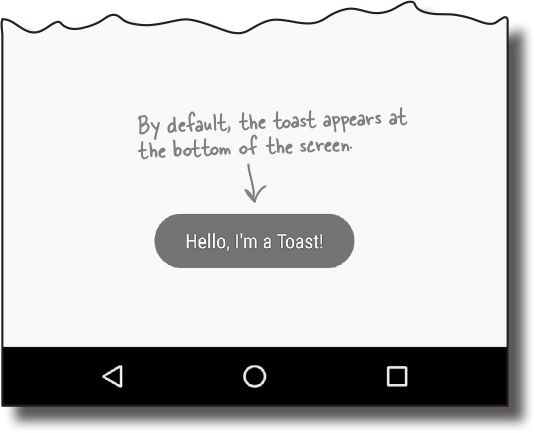 By default, the toast appears at
the bottom of the screen.
Hello, I'm a Toast!